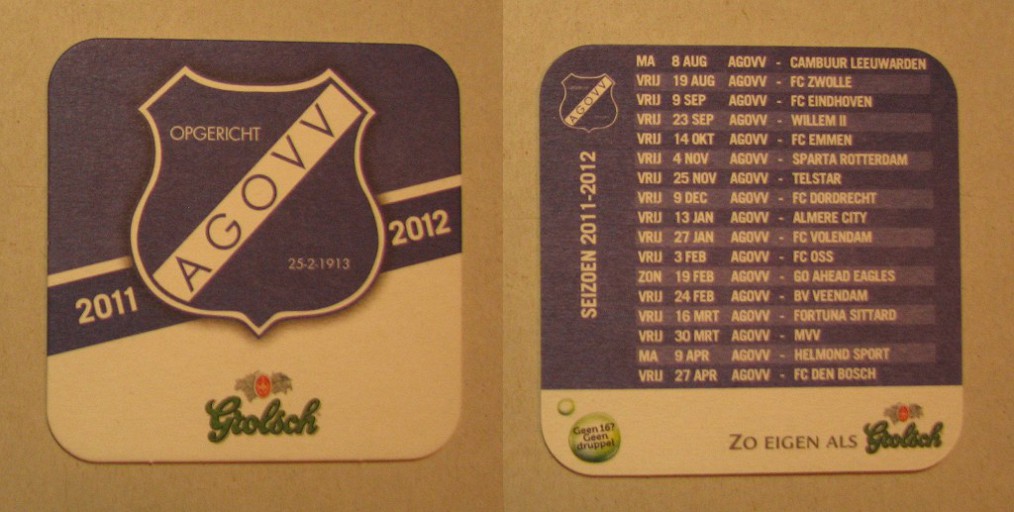 OPGERICHT
AGOVV
25-2-1913
2011
2012
Grolsch
AGOVV
SEIZOEN 2011-2012
MA 8 AUG AGOVV - CAMBUUR LEEUWARDEN
VRIJ 19 AUG AGOVV - FC ZWOLLE
VRIJ 9 SEP AGOVV - FC EINDHOVEN
VRIJ 23 SEP AGOVV - WILLEM II
VRIJ 14 OKT AGOVV - FC EMMEN
VRIJ 4 NOV AGOVV - SPARTA ROTTERDAM
VRIJ 25 NOV AGOVV - TELSTAR
VRIJ 9 DEC AGOVV - FC DORDRECHT
VRIJ 13 JAN AGOVV - ALMERE CITY
VRIJ 27 JAN AGOVV - FC VOLENDAM
VRIJ 3 FEB AGOVV - FC OSS
ZON 19 FEB AGOVV - GO AHEAD EAGLES
VRIJ 24 FEB AGOVV - BV VEENDAM
VRIJ 16 MRT AGOVV - FORTUNA SITTARD
VRIJ 30 MRT AGOVV - MVV
MA 9 APR AGOVV - HELMOND SPORT
VRIJ 27 APR AGOVV - FC DEN BOSCH
Geen 16?
Geen
druppel
ZO EIGEN ALS Grolsch